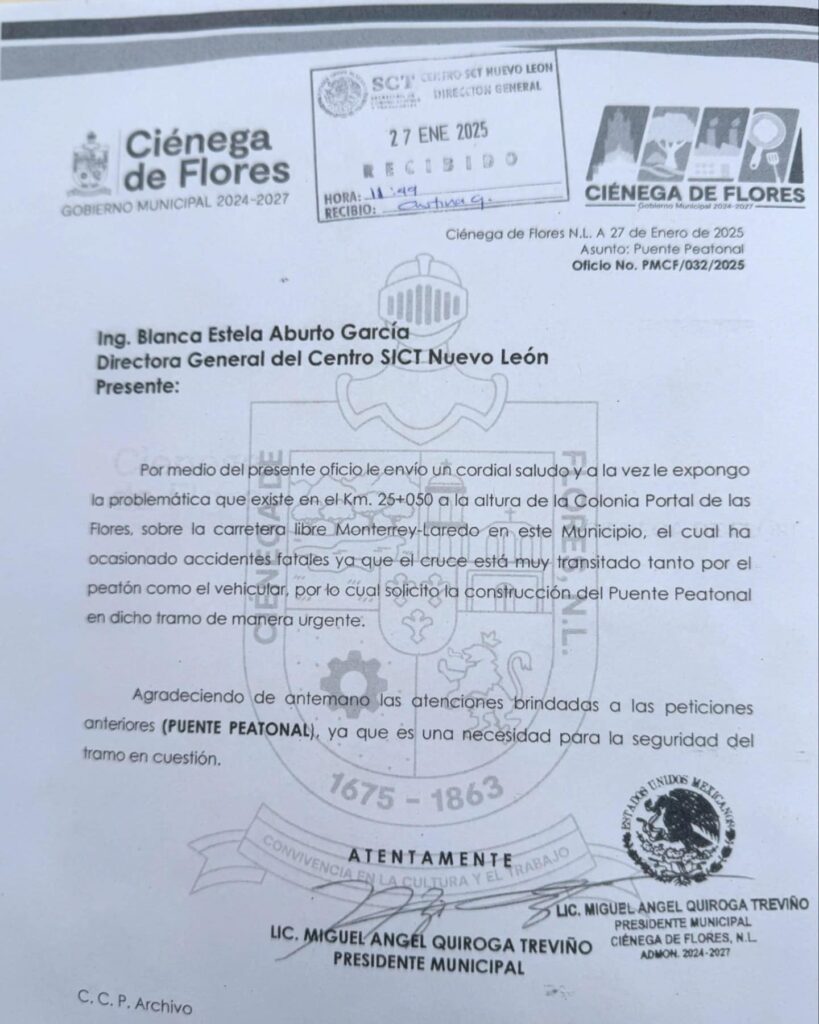 Ciénega
de Flores
GOBIERNO MUNICIPAL 2024-2027
SCT CENTRO SCT NUEVO LEON
DIRECCION GENERAL
27 ENE 2025
RECIBIDO
HORA:
RECIBIO:
CIÉNEGA DE FLORES
Gobierno Municipal 2024-2027
Ciénega de Flores N.L. A 27 de Enero de 2025
Asunto: Puente Peatonal
Oficio No. PMCF/032/2025
Ing. Blanca Estela Aburto García
Directora General del Centro SICT Nuevo León
Presente:
Por medio del presente oficio le envío un cordial saludo y a la vez le expongo
la problemática que existe en el Km. 25+050 a la altura de la Colonia Portal de las
Flores, sobre la carretera libre Monterrey-Laredo en este Municipio, el cual ha
ocasionado accidentes fatales ya que el cruce está muy transitado tanto por el
peatón como el vehicular, por lo cual solicito la construcción del Puente Peatonal
en dicho tramo de manera urgente.
Agradeciendo de antemano las atenciones brindadas a las peticiones
anteriores (PUENTE PEATONAL), ya que es una necesidad para la seguridad del
tramo en cuestión.
CIÉNEGA DE FLORES, N.L.
1675 - 1863
CONVIVENCIA EN LA CULTURA Y EL TRABAJO
ATENTAMENTE
LIC. MIGUEL ANGEL QUIROGA TREVIÑO
PRESIDENTE MUNICIPAL
ESTADOS UNIDOS MEXICANOS
LIC. MIGUEL ANGEL QUIROGA TREVIÑO
PRESIDENTE MUNICIPAL
CIÉNEGA DE FLORES, N.L.
ADMON. 2024-2027
C. C. P. Archivo